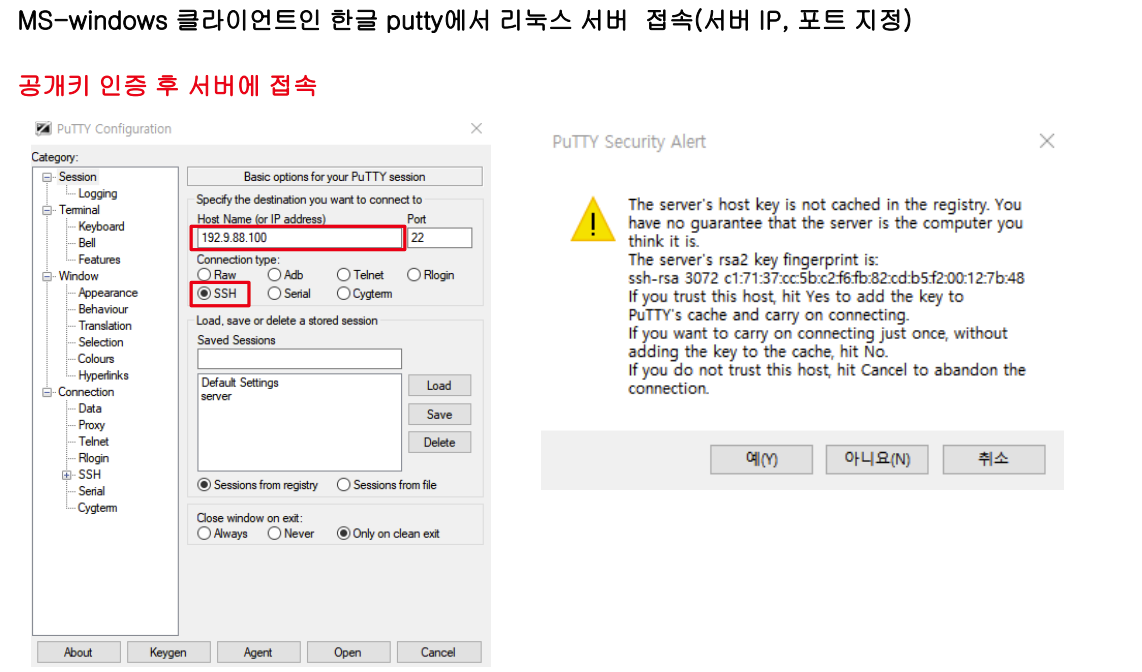 MS-windows 클라이언트인 한글 putty에서 리눅스 서버 접속(서버 IP, 포트 지정)
공개키 인증 후 서버에 접속
PuTTY Configuration
Category:
Session
Logging
Terminal
Keyboard
Bell
Features
Window
Appearance
Behaviour
Translation
Selection
Colours
Hyperlinks
Connection
Data
Proxy
Telnet
Rlogin
SSH
Serial
Cygterm
Basic options for your PuTTY session
Specify the destination you want to connect to
Host Name (or IP address) Port
192.9.88.100 22
Connection type:
Raw Adb Telnet Rlogin
SSH Serial Cygterm
Load, save or delete a stored session
Saved Sessions
Default Settings
server
Load
Save
Delete
Sessions from registry Sessions from file
Close window on exit:
Always Never Only on clean exit
About Keygen Agent Open Cancel
PuTTY Security Alert
The server's host key is not cached in the registry. You
have no guarantee that the server is the computer you
think it is.
The server's rsa2 key fingerprint is:
ssh-rsa 3072 c1:71:37:cc:5b:c2:f6:fb:82:cd:b5:f2:00:12:7b:48
If you trust this host, hit Yes to add the key to
PuTTY's cache and carry on connecting.
If you want to carry on connecting just once, without
adding the key to the cache, hit No.
If you do not trust this host, hit Cancel to abandon the
connection.
예(Y) 아니요(N) 취소